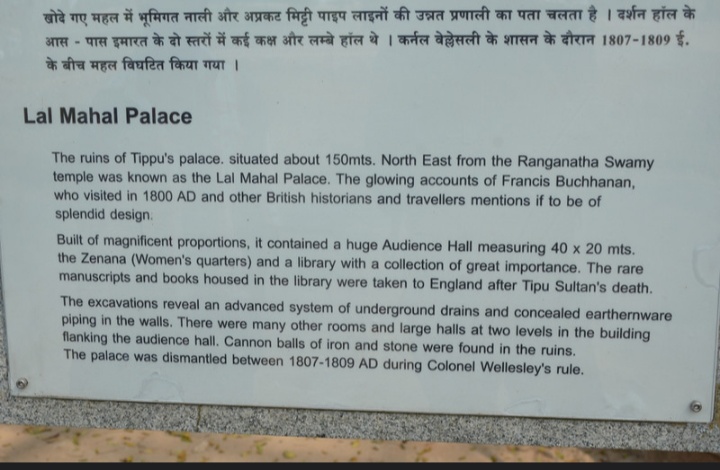 खोदे गए महल में भूमिगत नाली और अप्रकट मिट्टी पाइप लाइनों की उन्नत प्रणाली का पता चलता है । दर्शन हॉल के
आस - पास इमारत के दो स्तरों में कई कक्ष और लम्बे हॉल थे । कर्नल वेल्लेसली के शासन के दौरान 1807-1809 ई.
के बीच महल विघटित किया गया ।
Lal Mahal Palace
The ruins of Tippu's palace. situated about 150mts. North East from the Ranganatha Swamy
temple was known as the Lal Mahal Palace. The glowing accounts of Francis Buchhanan,
who visited in 1800 AD and other British historians and travellers mentions if to be of
splendid design.
Built of magnificent proportions, it contained a huge Audience Hall measuring 40 x 20 mts.
the Zenana (Women's quarters) and a library with a collection of great importance. The rare
manuscripts and books housed in the library were taken to England after Tipu Sultan's death.
The excavations reveal an advanced system of underground drains and concealed earthernware
piping in the walls. There were many other rooms and large halls at two levels in the building
flanking the audience hall. Cannon balls of iron and stone were found in the ruins.
The palace was dismantled between 1807-1809 AD during Colonel Wellesley's rule.